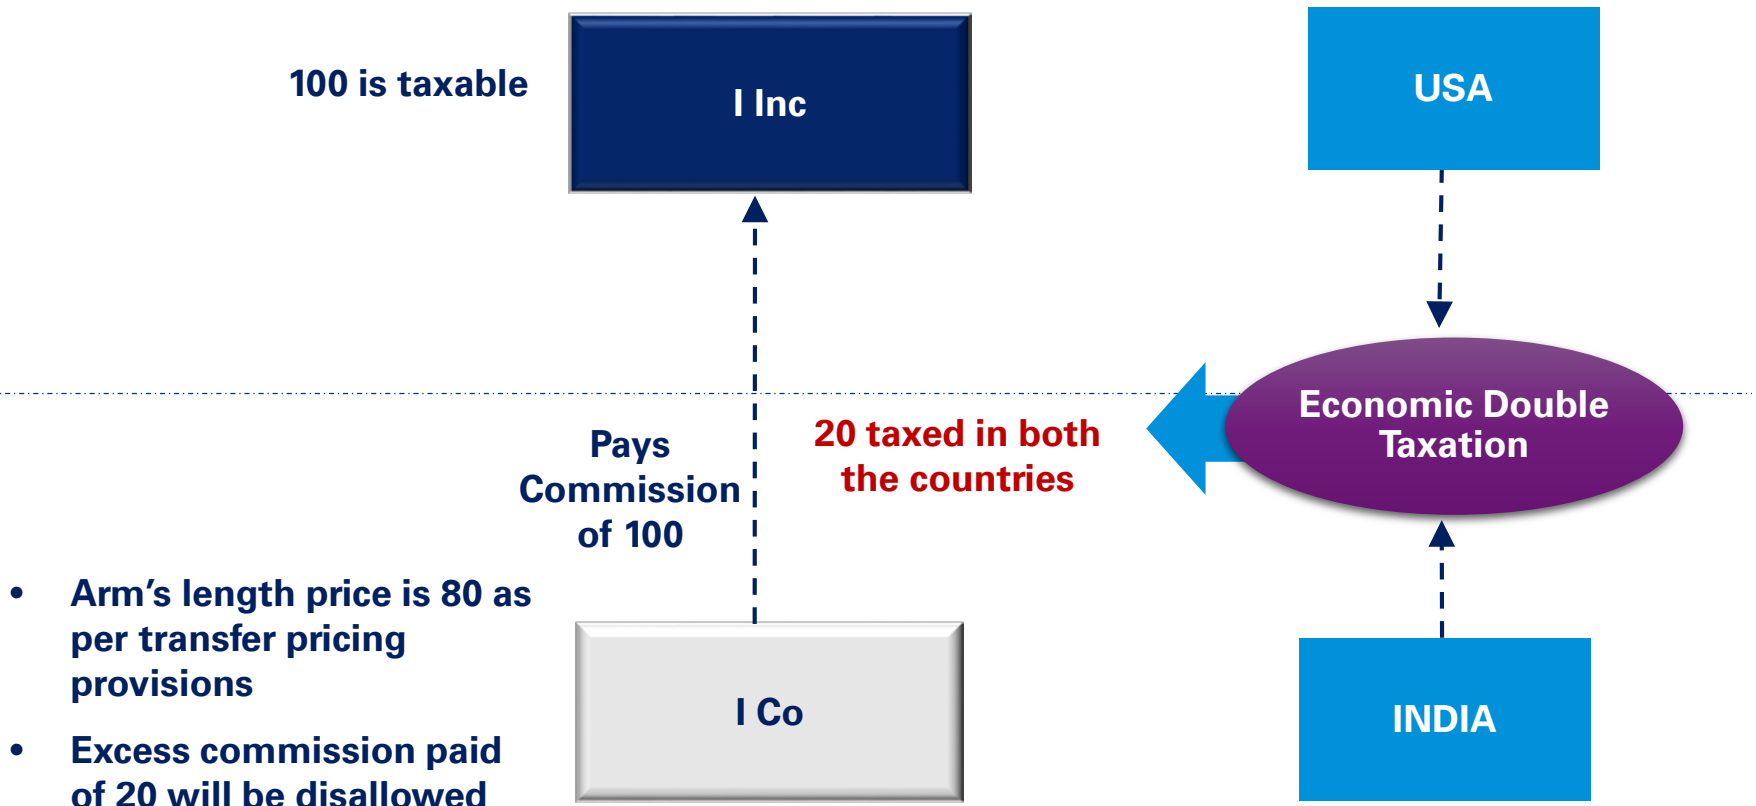 100 is taxable
I Inc
USA
Economic Double
Taxation
20 taxed in both
the countries
Pays
Commission
of 100
• Arm’s length price is 80 as
per transfer pricing
provisions
• Excess commission paid
of 20 will be disallowed
I Co
INDIA